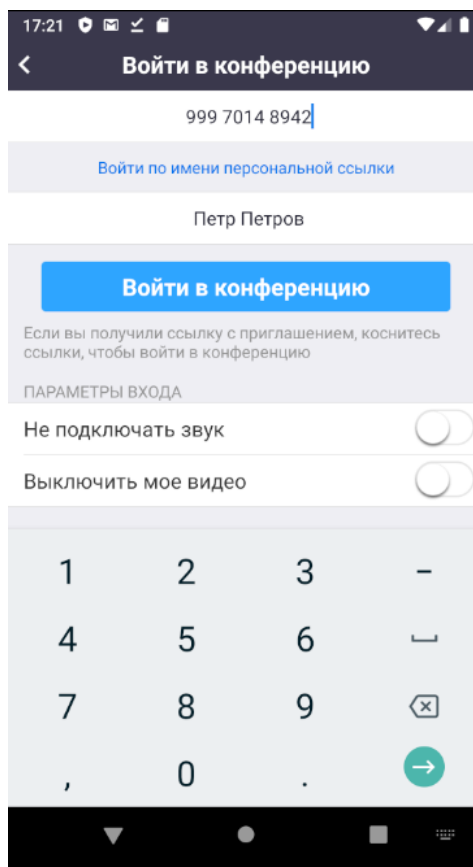 17:21
Войти в конференцию
999 7014 8942
Войти по имени персональной ссылки
Петр Петров
Войти в конференцию
Если вы получили ссылку с приглашением, коснитесь
ссылки, чтобы войти в конференцию
ПАРАМЕТРЫ ВХОДА
Не подключать звук
Выключить мое видео
1 2 3 -
4 5 6
7 8 9
, 0 .